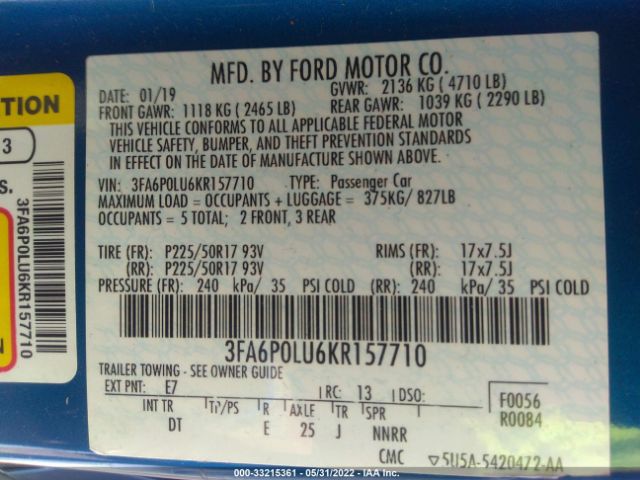 MFD. BY FORD MOTOR CO.
DATE: 01/19 GVWR: 2136 KG ( 4710 LB)
FRONT GAWR: 1118 KG ( 2465 LB) REAR GAWR: 1039 KG ( 2290 LB)
THIS VEHICLE CONFORMS TO ALL APPLICABLE FEDERAL MOTOR
VEHICLE SAFETY, BUMPER, AND THEFT PREVENTION STANDARDS
IN EFFECT ON THE DATE OF MANUFACTURE SHOWN ABOVE.
VIN: 3FA6P0LU6KR157710 TYPE: Passenger Car
MAXIMUM LOAD = OCCUPANTS + LUGGAGE = 375KG/ 827LB
OCCUPANTS = 5 TOTAL; 2 FRONT, 3 REAR
TIRE (FR): P225/50R17 93V RIMS (FR): 17x7.5J
(RR): P225/50R17 93V (RR): 17x7.5J
PRESSURE (FR): 240 kPa/ 35 PSI COLD (RR): 240 kPa/ 35 PSI COLD
3FA6P0LU6KR157710
TRAILER TOWING - SEE OWNER GUIDE
EXT PNT: E7 RC: 13 DSO: F0056
INT TR TP/PS R AXLE TR SPR R0084
DT E 25 J NNRR
CMC ▽5U5A-5420472-AA
TION
3
s.
3FA6P0LU6KR157710
N
000 - 33215361 - 05/31/2022 - IAA Inc.